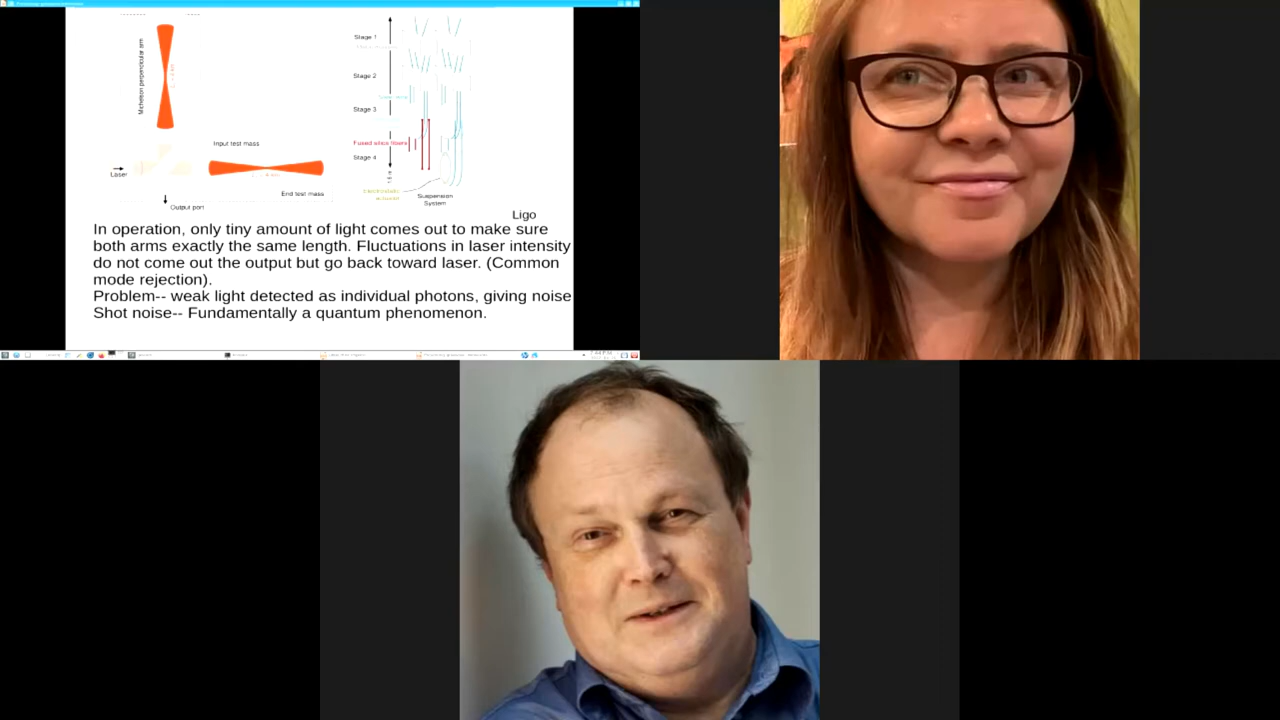 Stage 1
Stage 2
Stage 3
Fused silica fibers
Stage 4
Suspension
System
Michelson perpendicular arm
Input test mass
Laser
End test mass
Output port
Ligo
In operation, only tiny amount of light comes out to make sure
both arms exactly the same length. Fluctuations in laser intensity
do not come out the output but go back toward laser. (Common
mode rejection).
Problem-- weak light detected as individual photons, giving noise
Shot noise-- Fundamentally a quantum phenomenon.